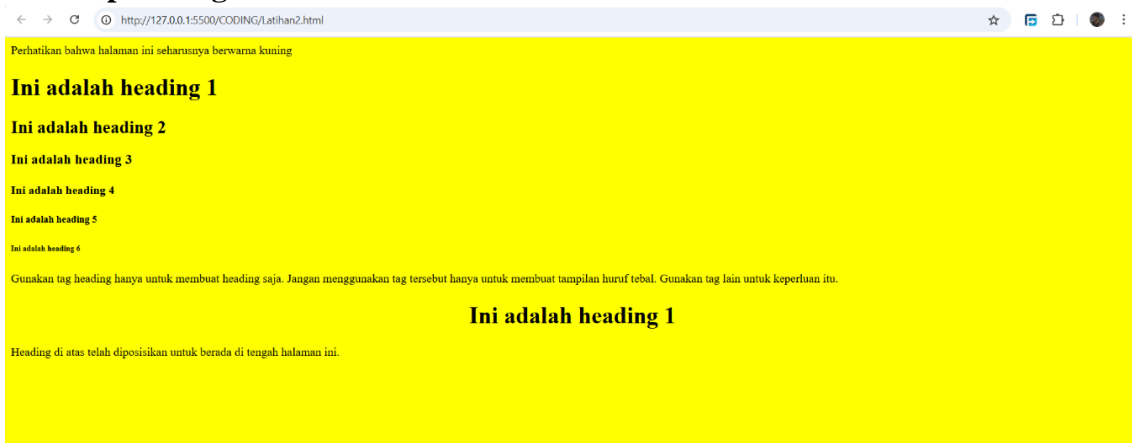 http://127.0.0.1:5500/CODING/Latihan2.html
Perhatikan bahwa halaman ini seharusnya berwarna kuning
Ini adalah heading 1
Ini adalah heading 2
Ini adalah heading 3
Ini adalah heading 4
Ini adalah heading 5
Ini adalah heading 6
Gunakan tag heading hanya untuk membuat heading saja. Jangan menggunakan tag tersebut hanya untuk membuat tampilan huruf tebal. Gunakan tag lain untuk keperluan itu.
Ini adalah heading 1
Heading di atas telah diposisikan untuk berada di tengah halaman ini.